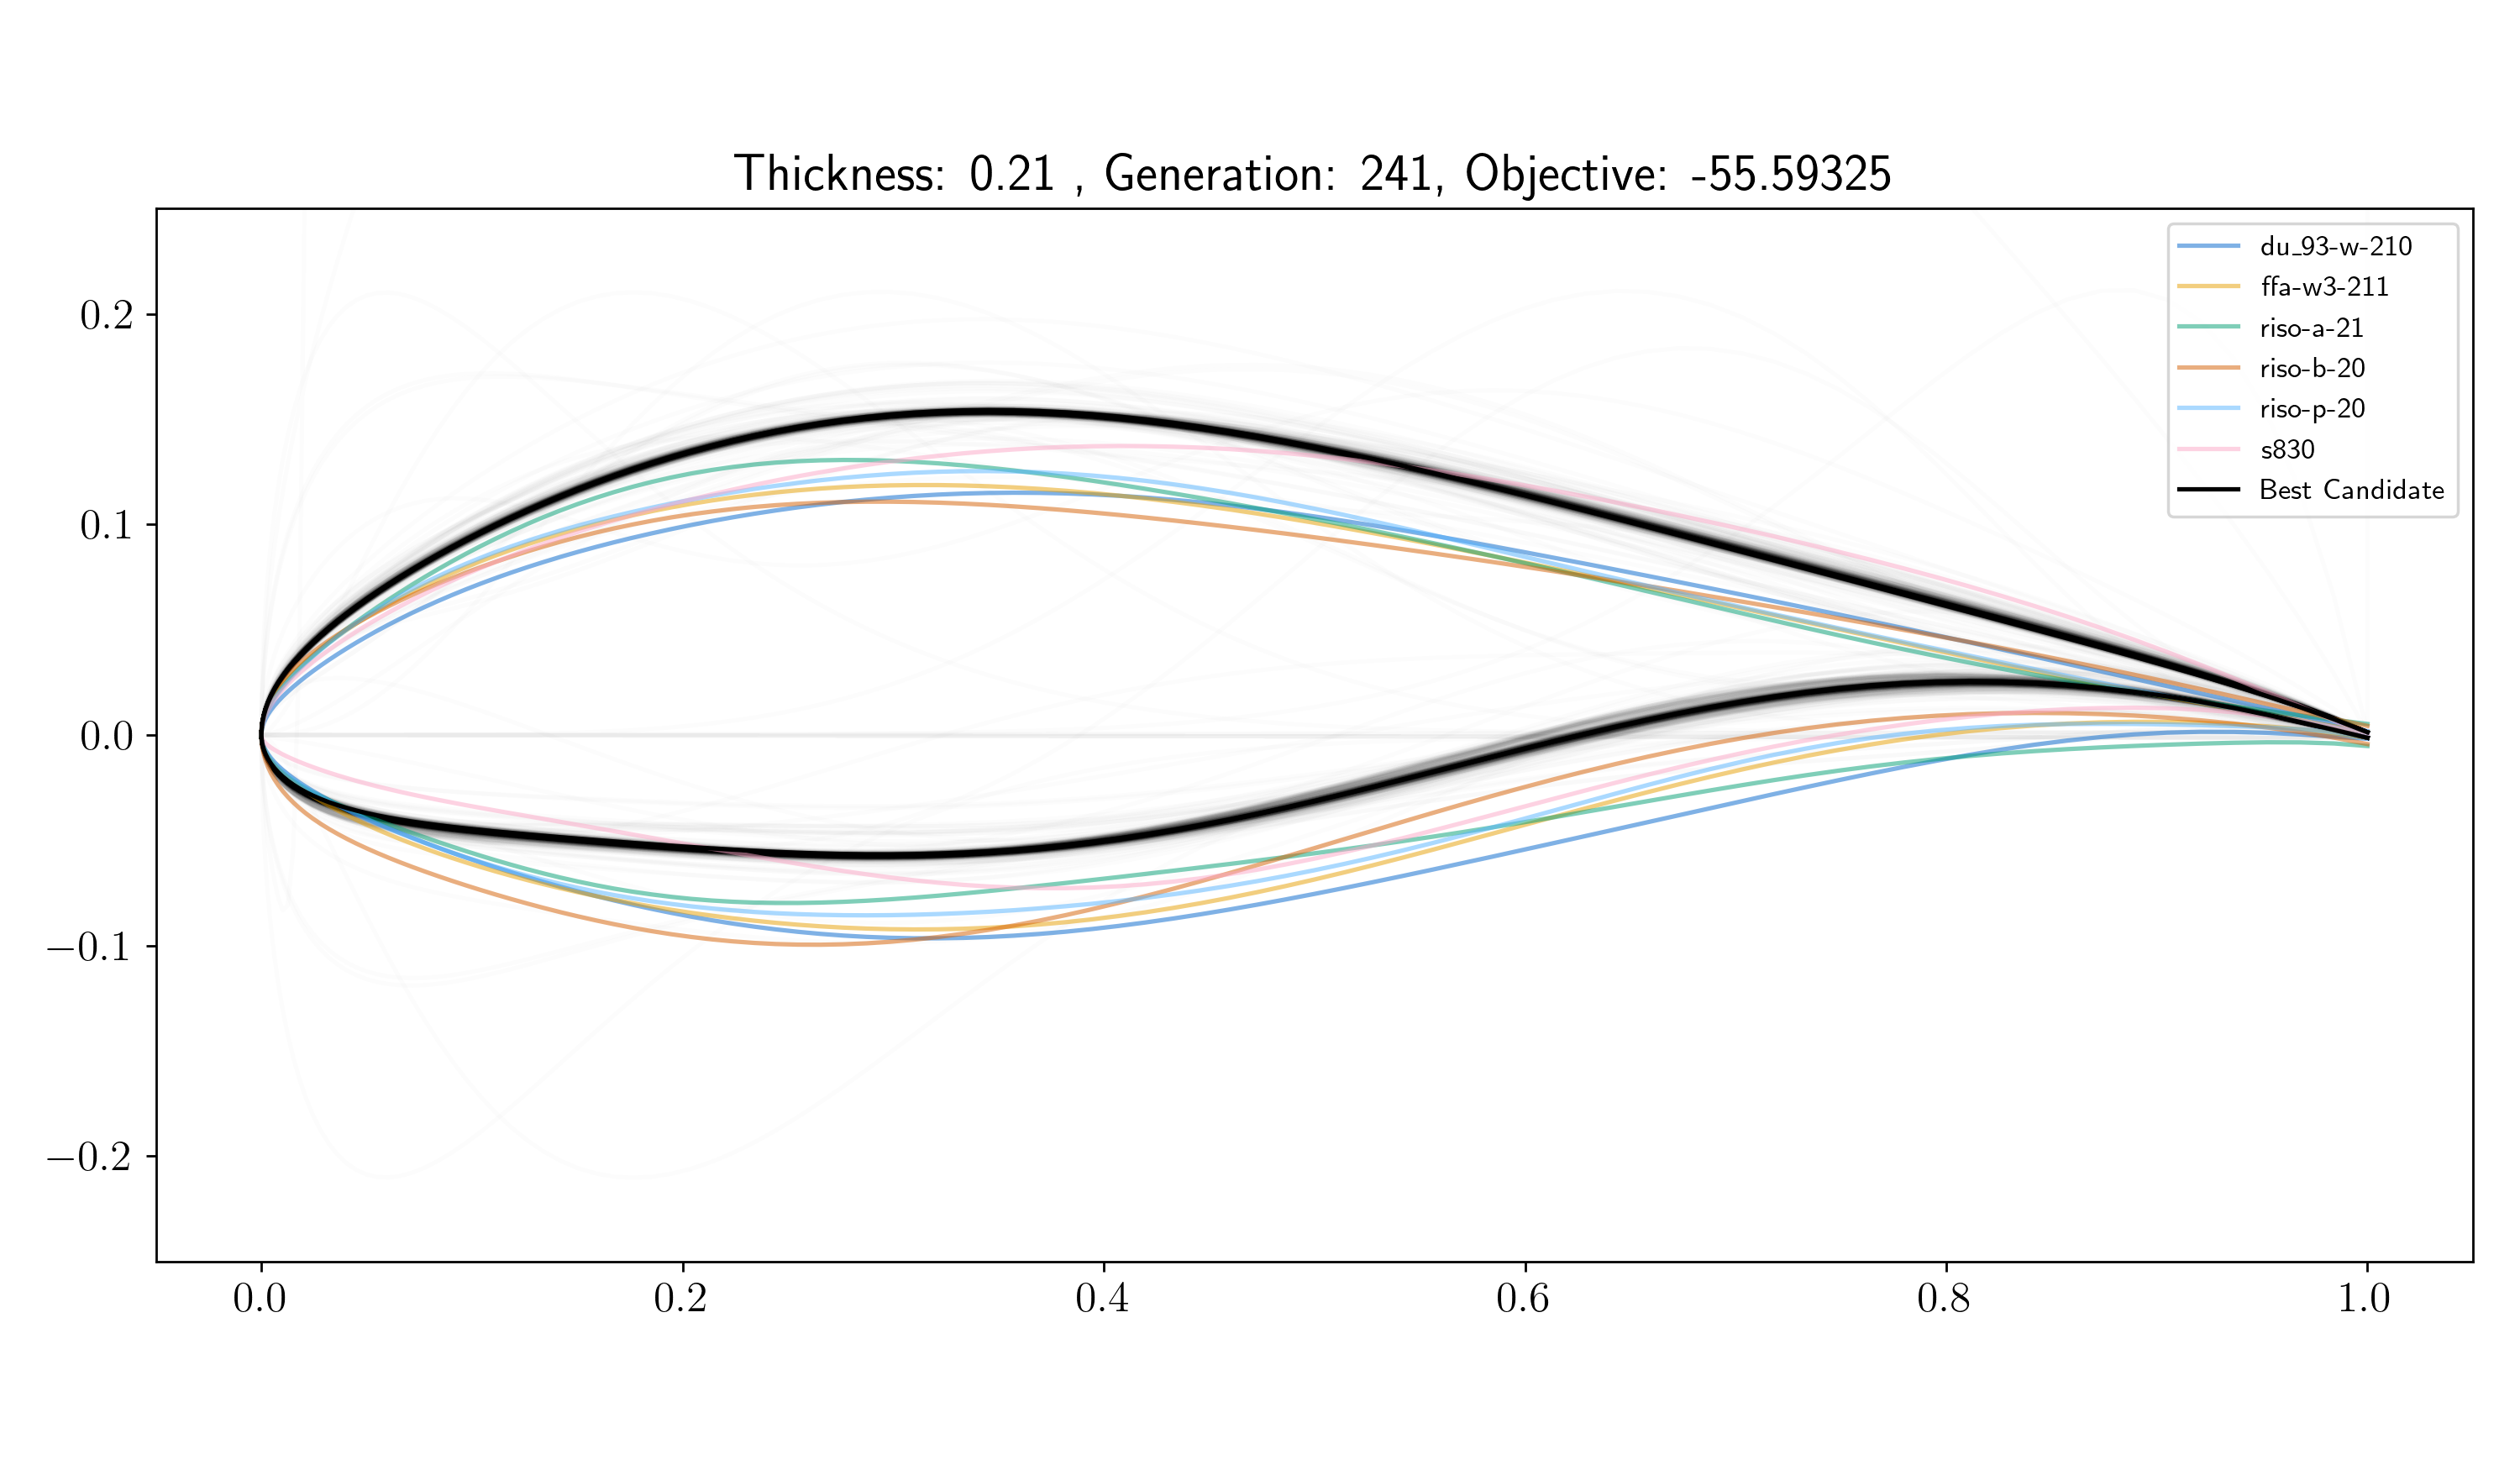 Thickness: 0.21 , Generation: 241, Objective: -55.59325
du_93-w-210
ffa-w3-211
riso-a-21
riso-b-20
riso-p-20
s830
Best Candidate
0.2
0.1
0.0
−0.1
−0.2
0.0 0.2 0.4 0.6 0.8 1.0